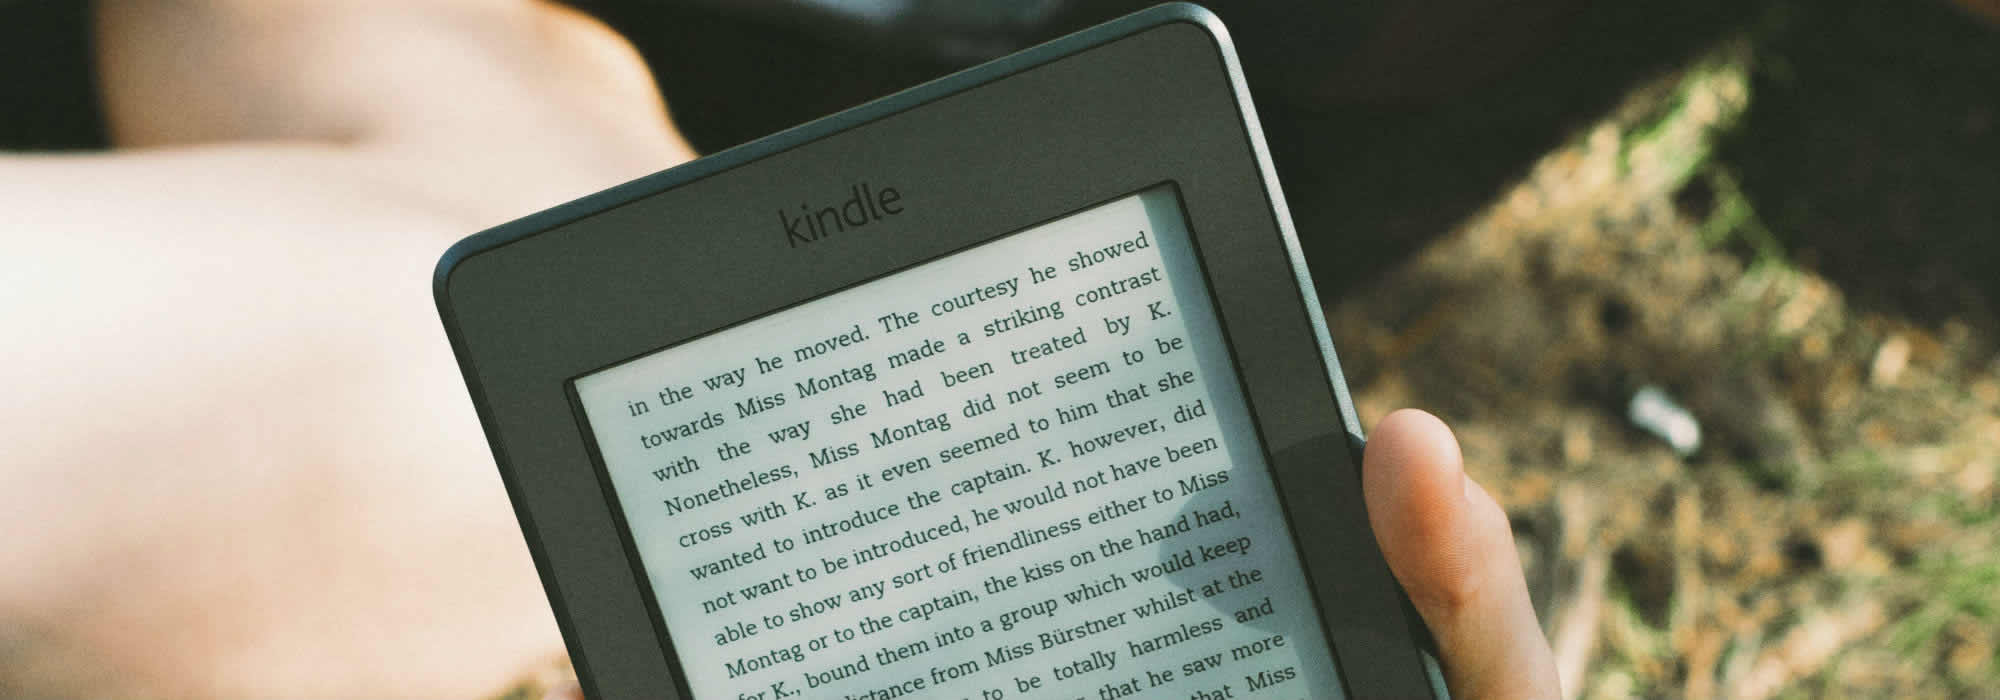 kindle
in the way he moved. The courtesy he showed
towards Miss Montag made a striking contrast
with the way she had been treated by K.
Nonetheless, Miss Montag did not seem to be
cross with K. as it even seemed to him that she
wanted to introduce the captain. K. however, did
not want to be introduced, he would not have been
able to show any sort of friendliness either to Miss
Montag or to the captain, the kiss on the hand had,
for K., bound them into a group which would keep
distance from Miss Bürstner whilst at the
to be totally harmless and
that he saw more
that Miss